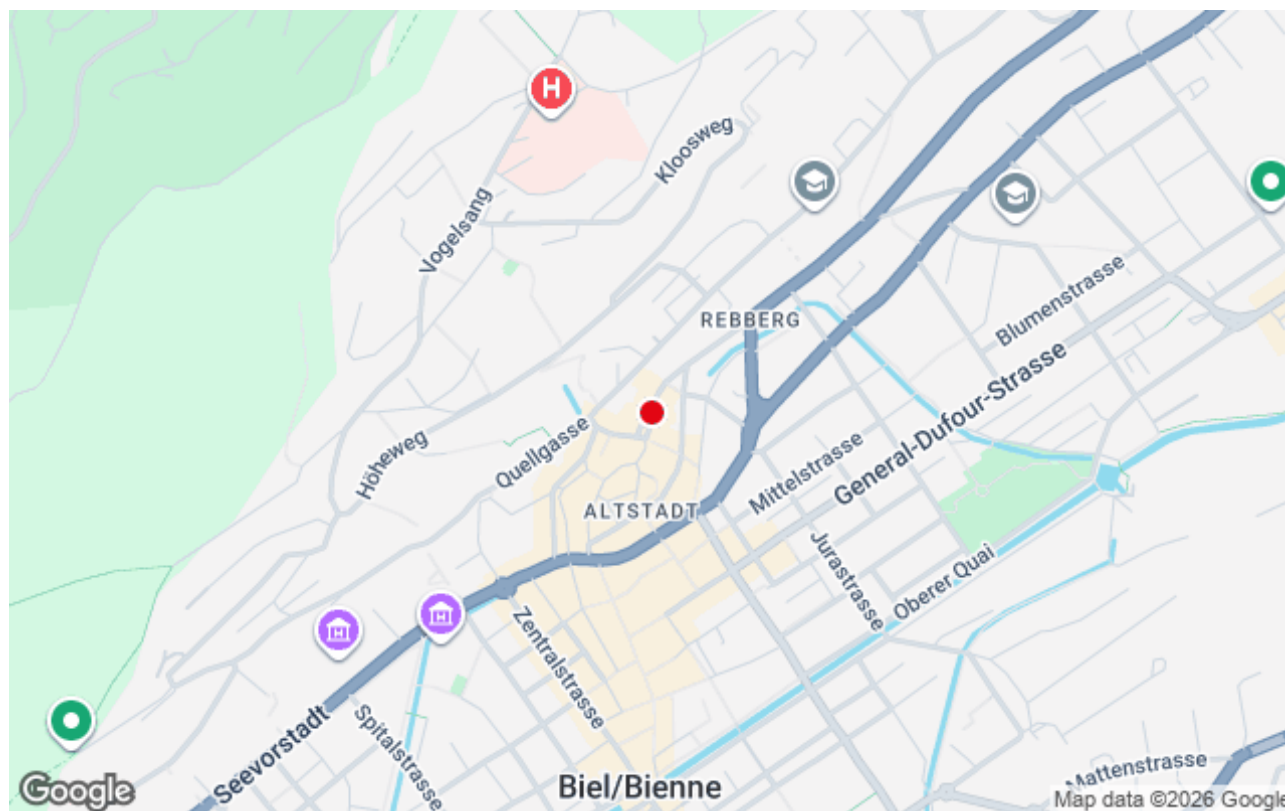 H
Kloosweg
Vogelsang
REBBERG
Blumenstrasse
General-Dufour-Strasse
Höheweg
Quellgasse
Mittelstrasse
ALTSTADT
Jurastrasse
Oberer Quai
Zentralstrasse
Seevorstadt
Spitalstrasse
Mattenstrasse
Biel/Bienne
Google
Map data ©2026 Google